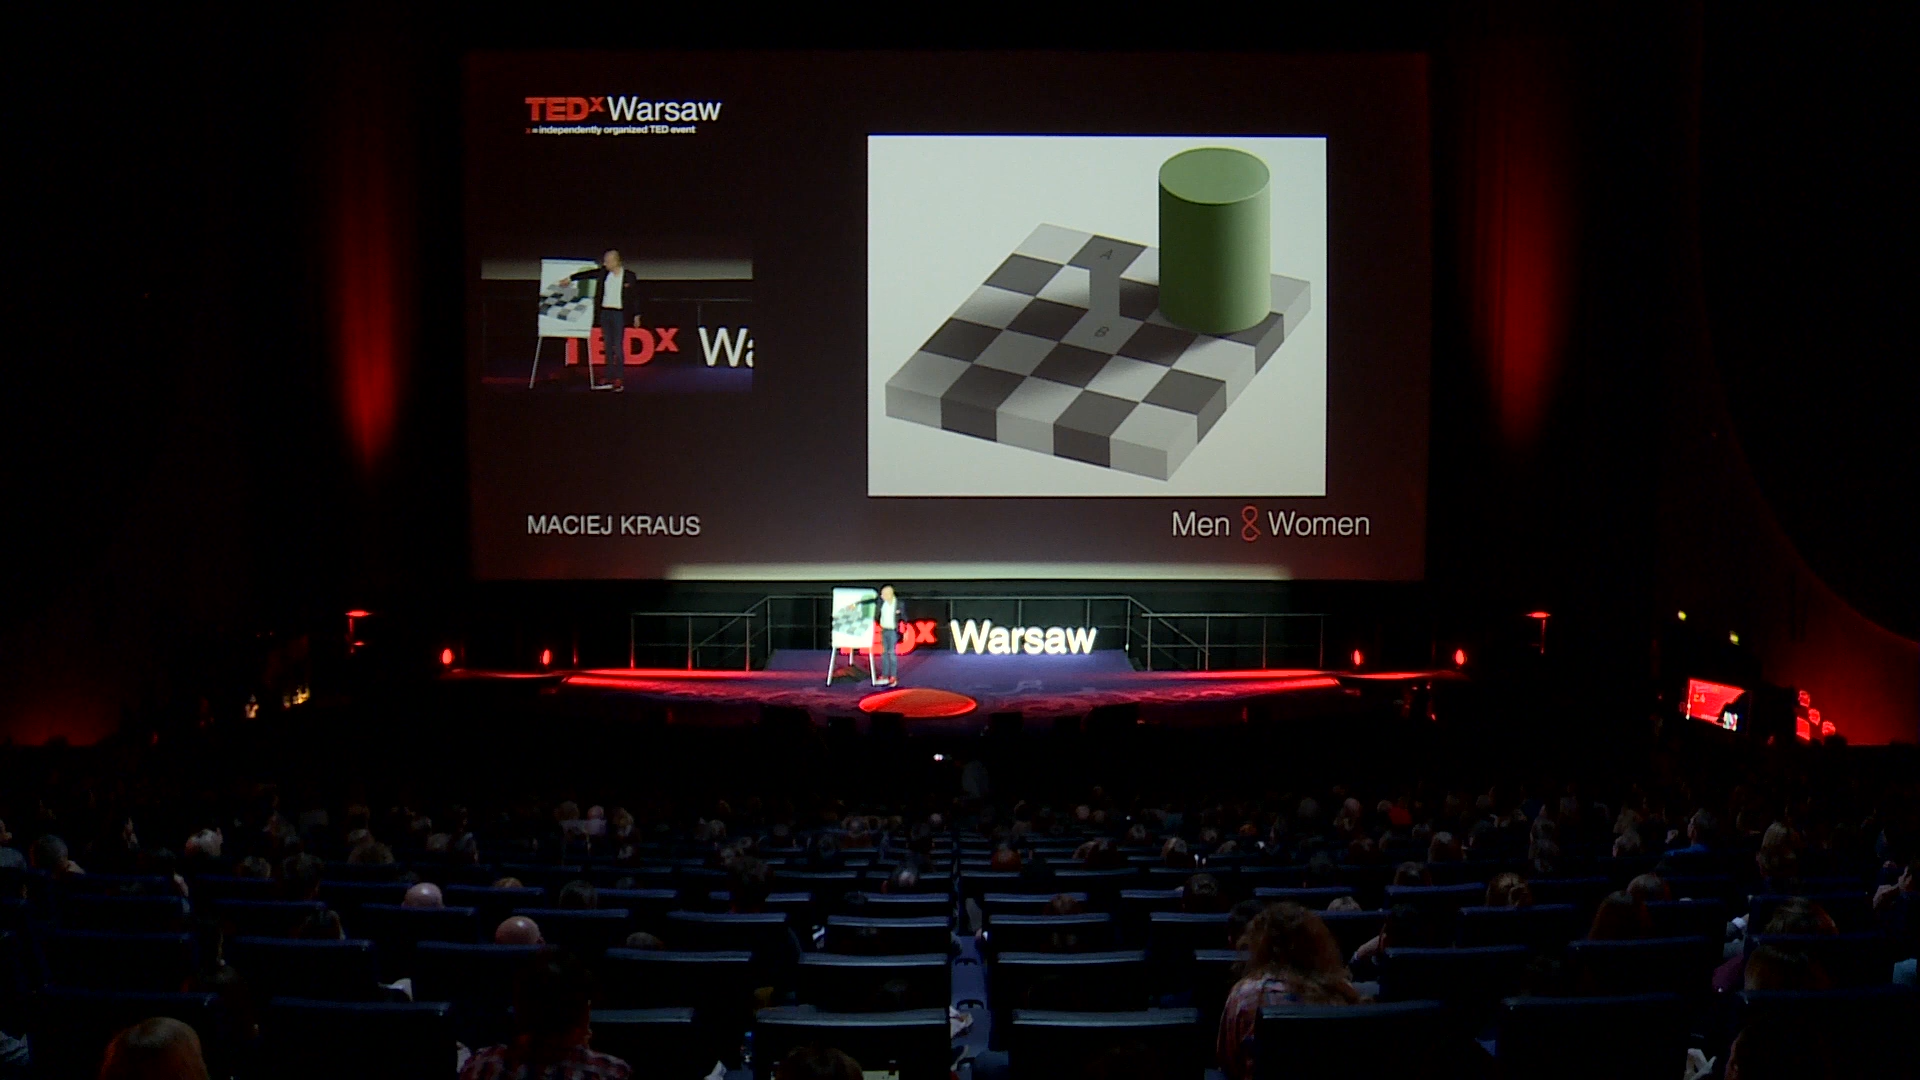 TEDx Warsaw
x = independently organized TED event
A
B
TEDx Wa
MACIEJ KRAUS
Men & Women
TEDx Warsaw